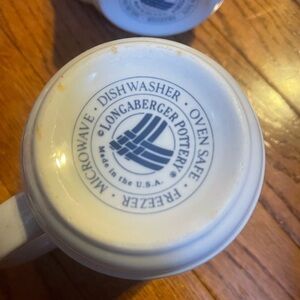 MICROWAVE · DISHWASHER · OVEN SAFE · FREEZER ·
©LONGABERGER POTTERY®
Made in the U.S.A.